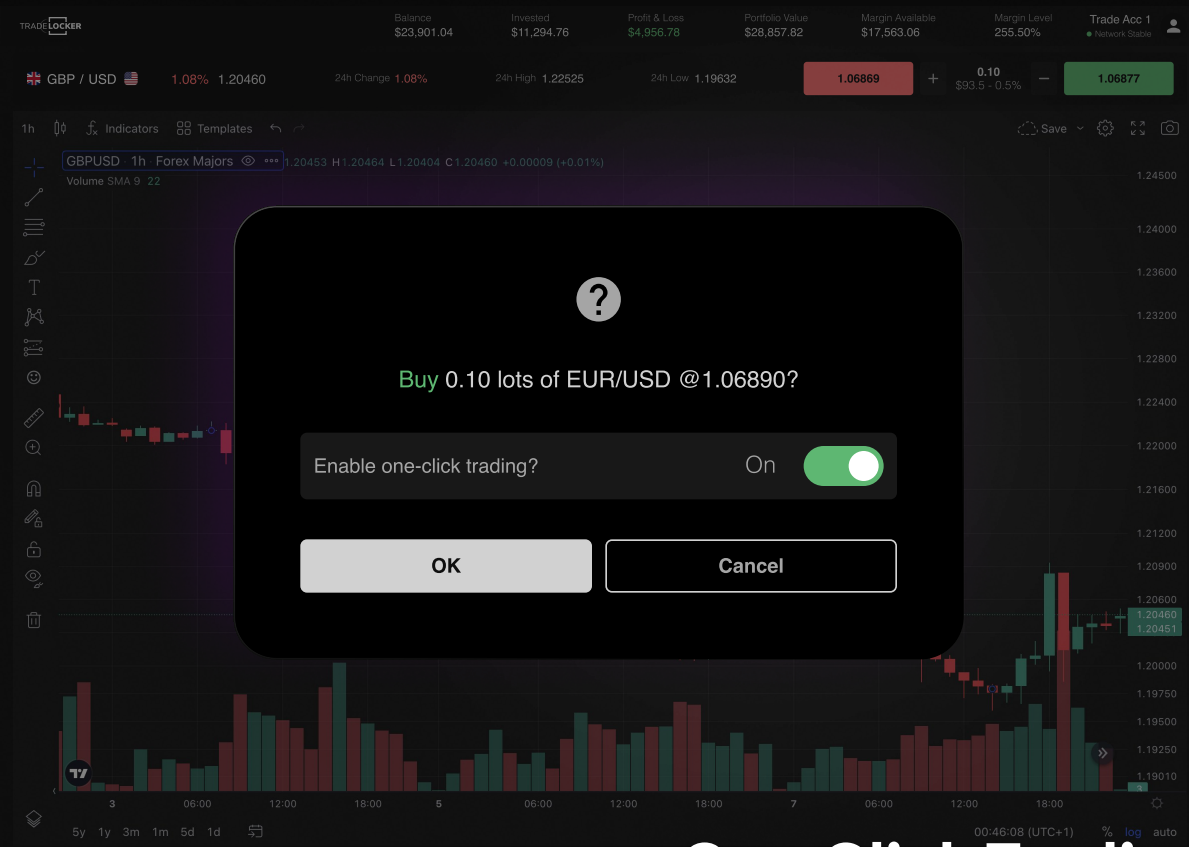 TRADELOCKER
Balance Invested Profit & Loss Portfolio Value Margin Available Margin Level Trade Acc 1
$23,901.04 $11,294.76 $4,956.78 $28,857.82 $17,563.06 255.50% Network Stable
GBP / USD 1.08% 1.20460 24h Change 1.08% 24h High 1.22525 24h Low 1.19632 1.06869 + 0.10 − 1.06877
$93.5 - 0.5%
1h Indicators Templates Save
GBPUSD · 1h · Forex Majors 1.20453 H1.20464 L1.20404 C1.20460 +0.00009 (+0.01%)
Volume SMA 9 22
1.24500
1.24000
1.23600
1.23200
1.22800
1.22400
1.22000
1.21600
1.21200
1.20900
1.20600
1.20460
1.20451
1.20000
1.19750
1.19500
1.19250
1.19010
?
Buy 0.10 lots of EUR/USD @1.06890?
Enable one-click trading? On
OK Cancel
3 06:00 12:00 18:00 5 06:00 12:00 18:00 7 06:00 12:00 18:00
5y 1y 3m 1m 5d 1d 00:46:08 (UTC+1) % log auto